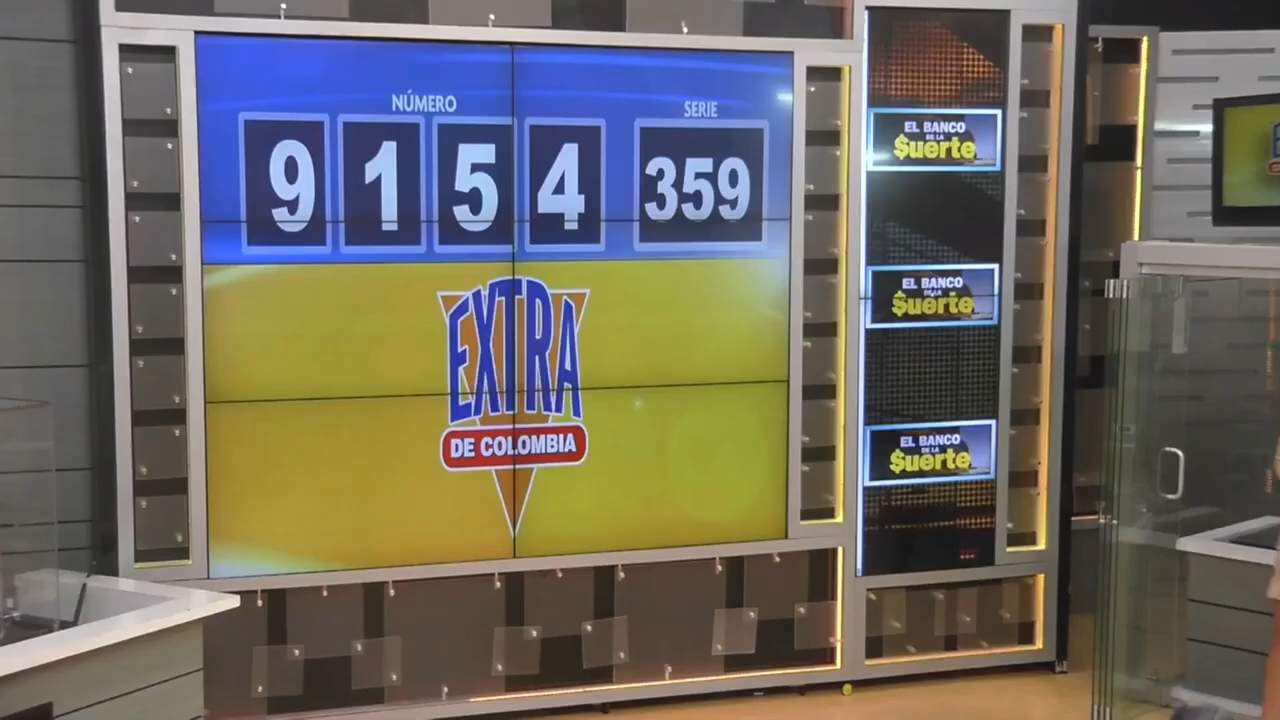 NÚMERO SERIE
9 1 5 4 359
EXTRA
DE COLOMBIA
EL BANCO
DE LA
$uerte
EL BANCO
DE LA
$uerte
EL BANCO
DE LA
$uerte